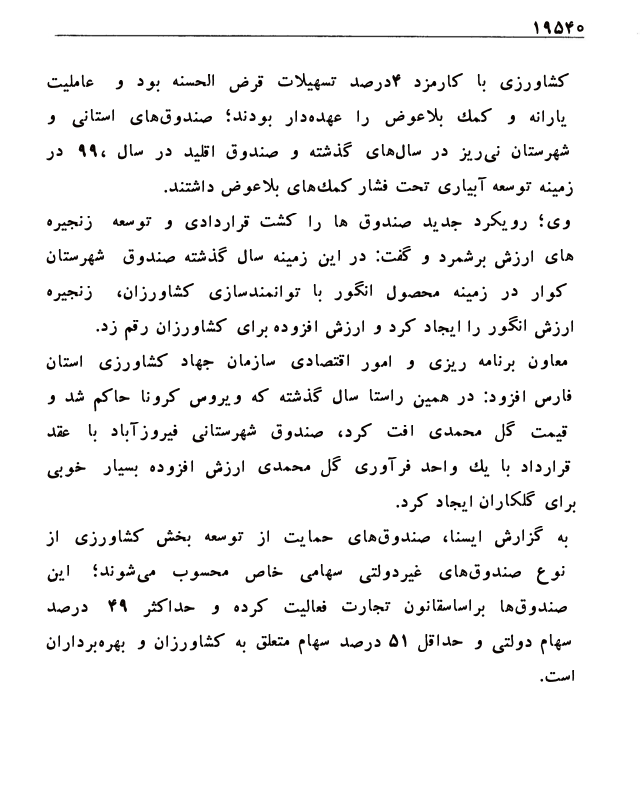 ۱۹۵۴۰
کشاورزی با کارمزد ۴درصد تسهیلات قرض الحسنه بود و عاملیت
یارانه و کمك بلاعوض را عهده‌دار بودند؛ صندوق‌های استانی و
شهرستان نی‌ریز در سال‌های گذشته و صندوق اقلید در سال ۹۹، در
زمینه توسعه آبیاری تحت فشار کمك‌های بلاعوض داشتند.
وی؛ رویکرد جدید صندوق ها را کشت قراردادی و توسعه زنجیره
های ارزش برشمرد و گفت: در این زمینه سال گذشته صندوق شهرستان
کوار در زمینه محصول انگور با توانمندسازی کشاورزان، زنجیره
ارزش انگور را ایجاد کرد و ارزش افزوده برای کشاورزان رقم زد.
معاون برنامه ریزی و امور اقتصادی سازمان جهاد کشاورزی استان
فارس افزود: در همین راستا سال گذشته که ویروس کرونا حاکم شد و
قیمت گل محمدی افت کرد، صندوق شهرستانی فیروزآباد با عقد
قرارداد با یك واحد فرآوری گل محمدی ارزش افزوده بسیار خوبی
برای گلکاران ایجاد کرد.
به گزارش ایسنا، صندوق‌های حمایت از توسعه بخش کشاورزی از
نوع صندوق‌های غیردولتی سهامی خاص محسوب می‌شوند؛ این
صندوق‌ها براساسقانون تجارت فعالیت کرده و حداکثر ۴۹ درصد
سهام دولتی و حداقل ۵۱ درصد سهام متعلق به کشاورزان و بهره‌برداران
است.